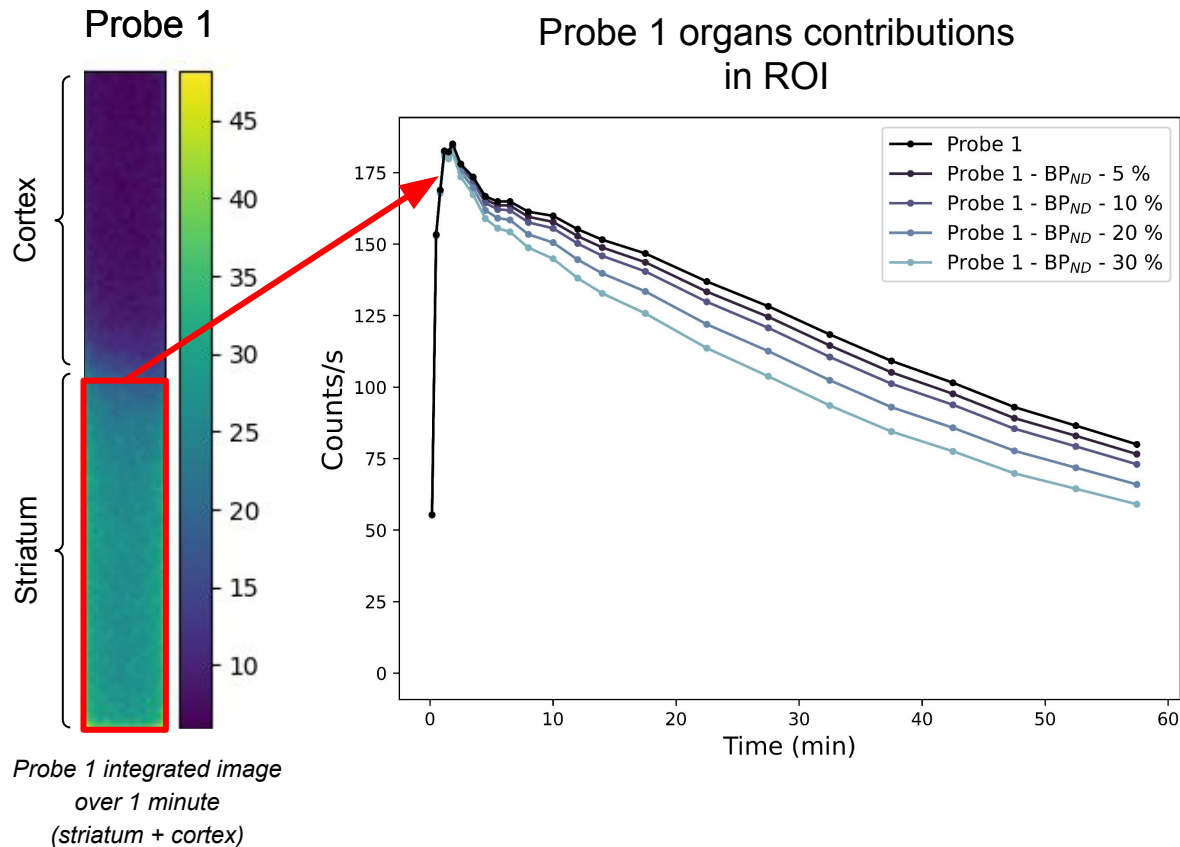 Probe 1
Cortex
Striatum
45
40
35
30
25
20
15
10
Probe 1 integrated image
over 1 minute
(striatum + cortex)
Probe 1 organs contributions
in ROI
Counts/s
175
150
125
100
75
50
25
0
0 10 20 30 40 50 60
Time (min)
Probe 1
Probe 1 - BP_ND - 5 %
Probe 1 - BP_ND - 10 %
Probe 1 - BP_ND - 20 %
Probe 1 - BP_ND - 30 %